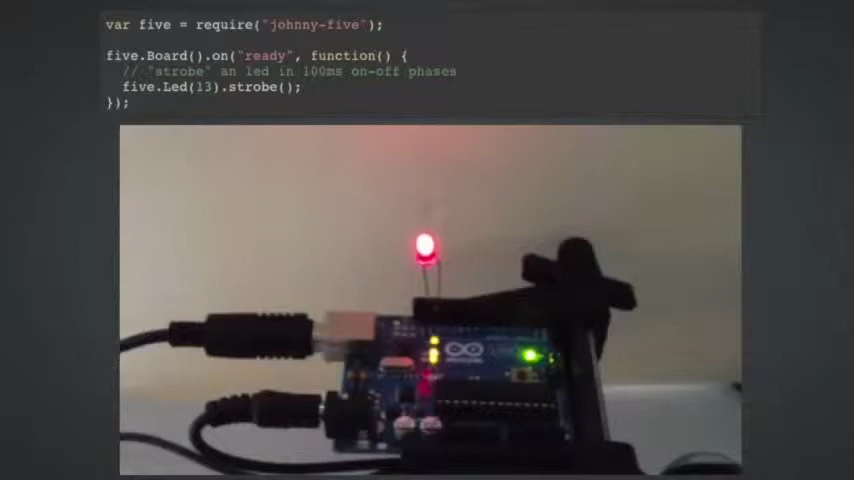 var five = require("johnny-five");
five.Board().on("ready", function() {
// "strobe" an led in 100ms on-off phases
five.Led(13).strobe();
});